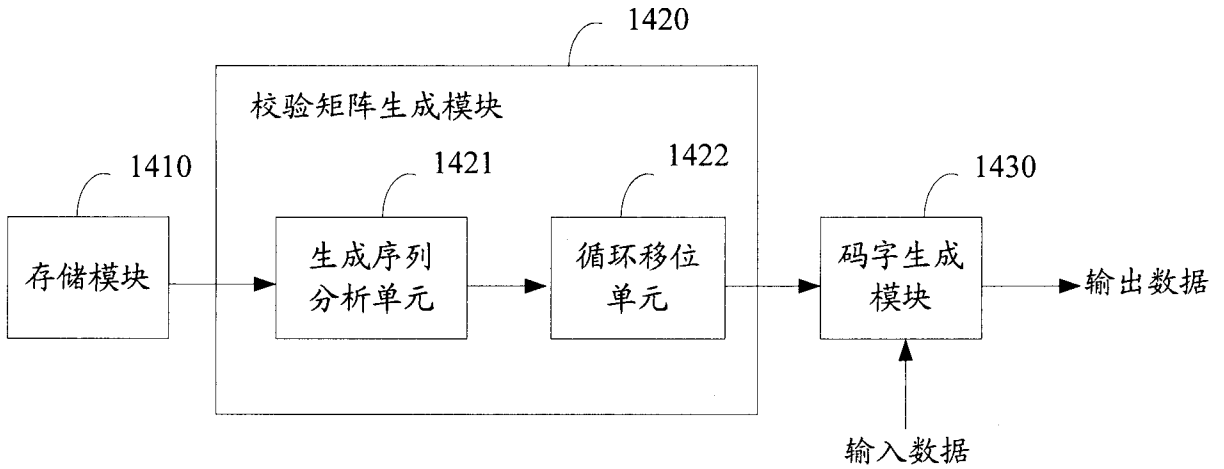 1420
校验矩阵生成模块
1410
1421
1422
1430
存储模块
生成序列
分析单元
循环移位
单元
码字生成
模块
输出数据
输入数据